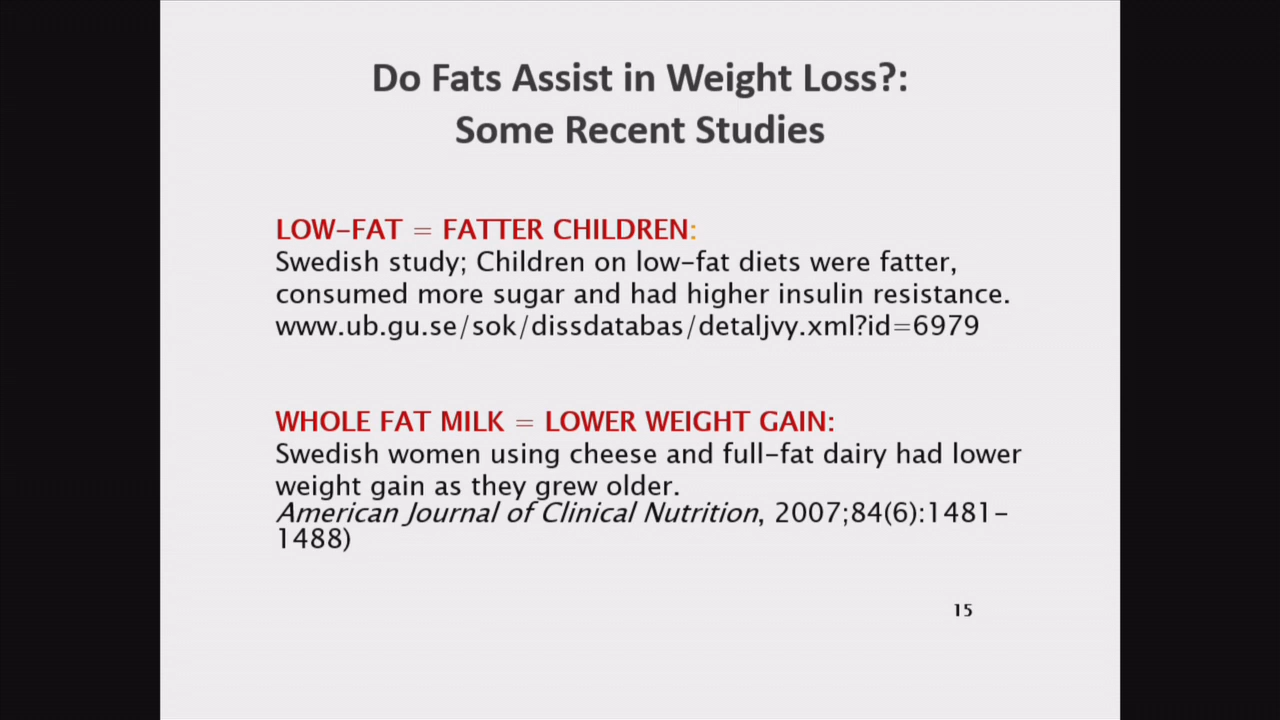 Do Fats Assist in Weight Loss?:
Some Recent Studies
LOW-FAT = FATTER CHILDREN:
Swedish study; Children on low-fat diets were fatter,
consumed more sugar and had higher insulin resistance.
www.ub.gu.se/sok/dissdatabas/detaljvy.xml?id=6979
WHOLE FAT MILK = LOWER WEIGHT GAIN:
Swedish women using cheese and full-fat dairy had lower
weight gain as they grew older.
American Journal of Clinical Nutrition, 2007;84(6):1481-
1488)
15